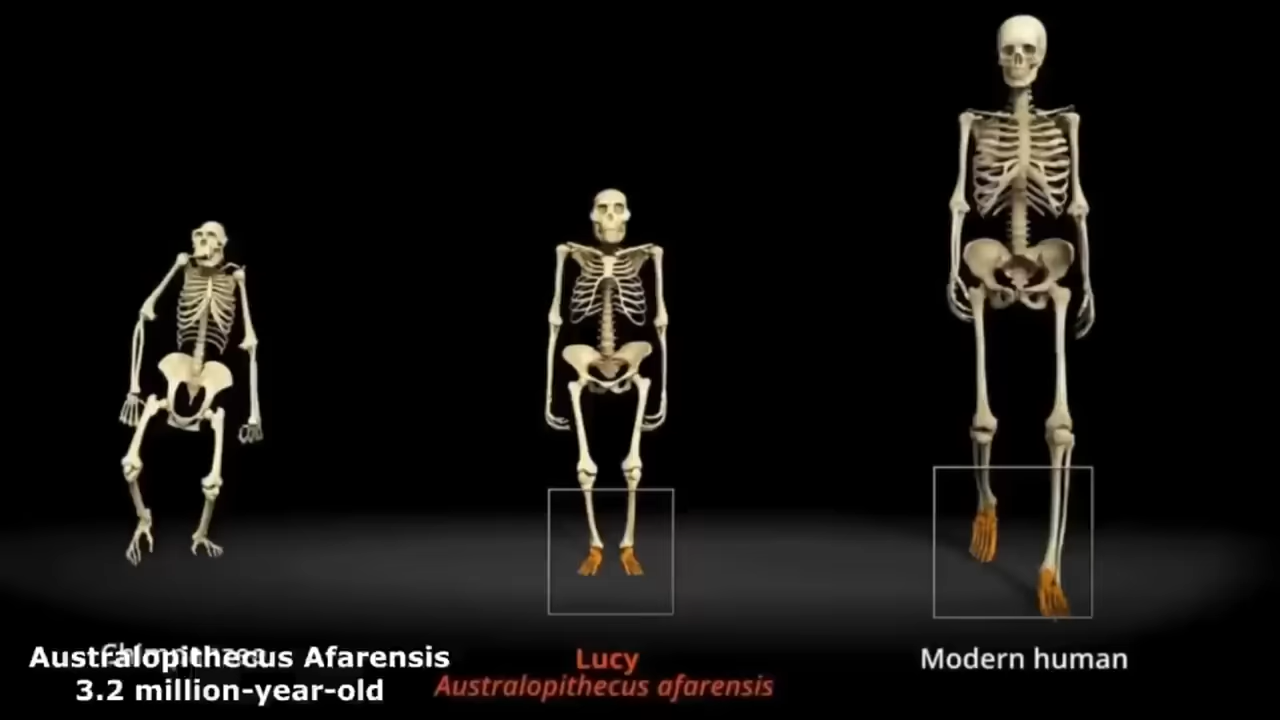 Australopithecus Afarensis
3.2 million-year-old
Lucy
Australopithecus afarensis
Modern human